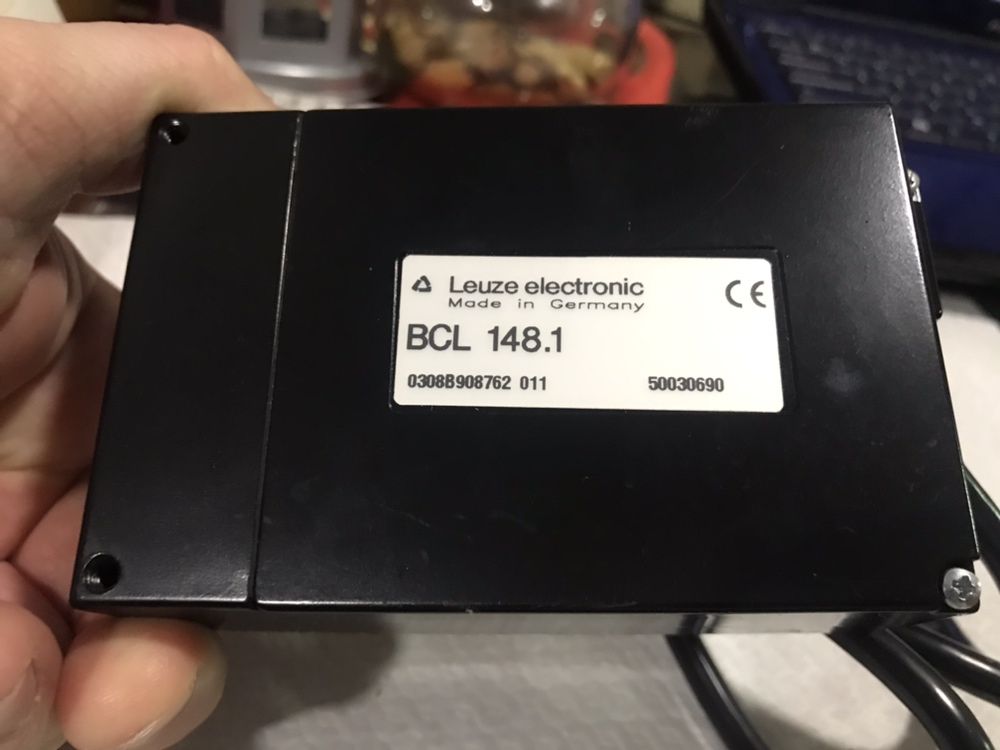 Leuze electronic
Made in Germany
CE
BCL 148.1
0308B908762 011 50030690